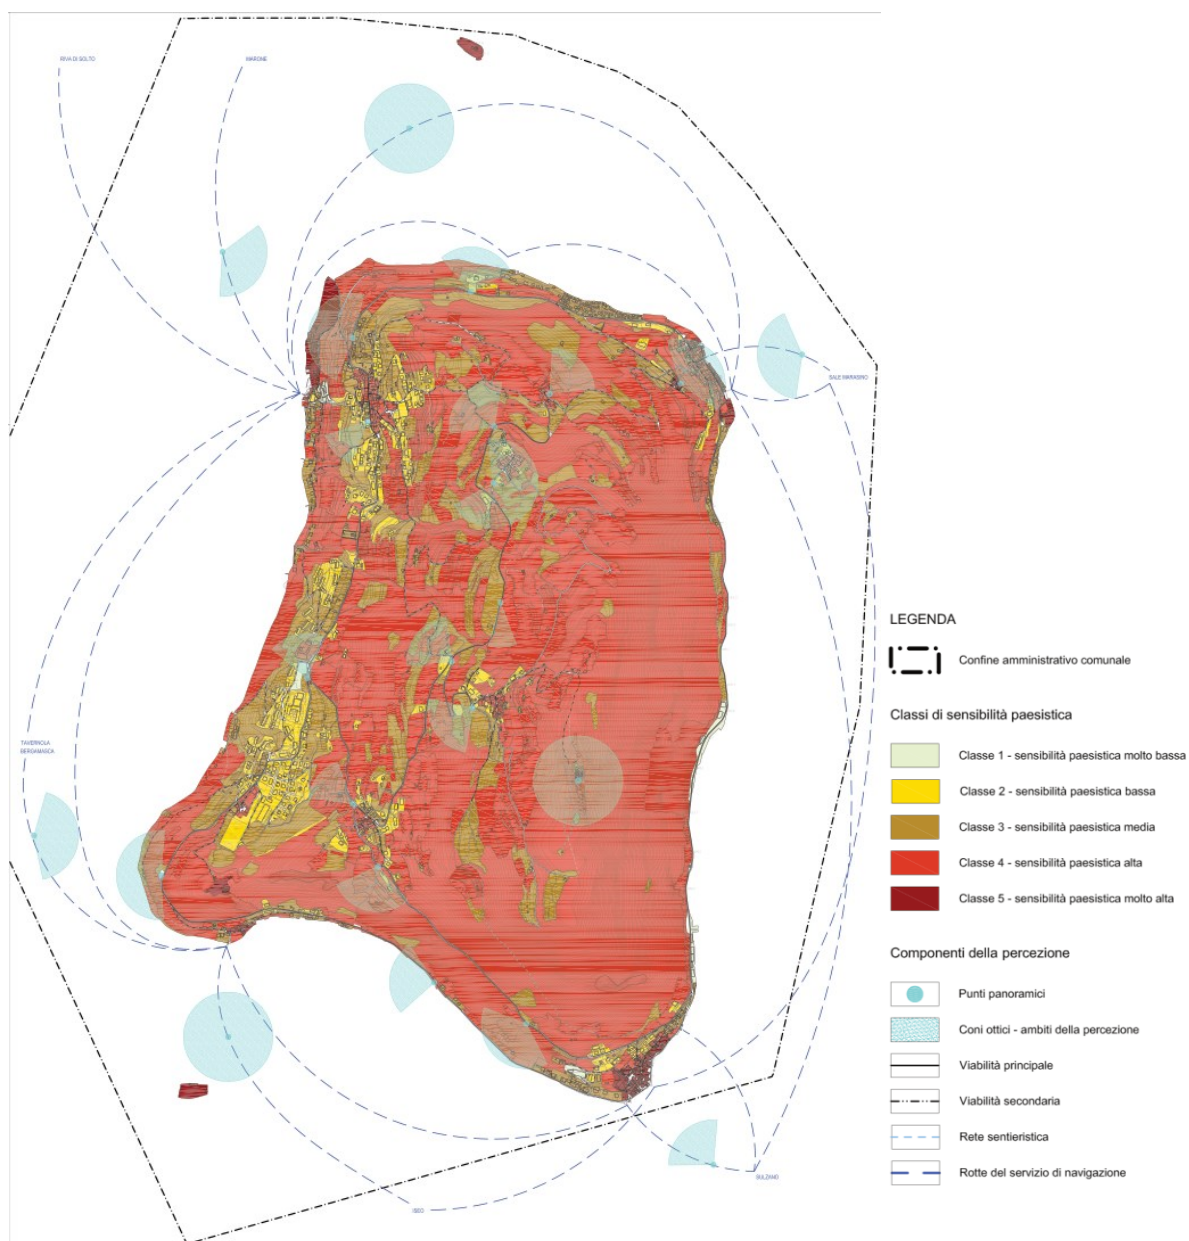 RIVA DI SOLTO
MARONE
SALE MARASINO
TAVERNOLA
BERGAMASCA
SULZANO
ISEO
LEGENDA
Confine amministrativo comunale
Classi di sensibilità paesistica
Classe 1 - sensibilità paesistica molto bassa
Classe 2 - sensibilità paesistica bassa
Classe 3 - sensibilità paesistica media
Classe 4 - sensibilità paesistica alta
Classe 5 - sensibilità paesistica molto alta
Componenti della percezione
Punti panoramici
Coni ottici - ambiti della percezione
Viabilità principale
Viabilità secondaria
Rete sentieristica
Rotte del servizio di navigazione